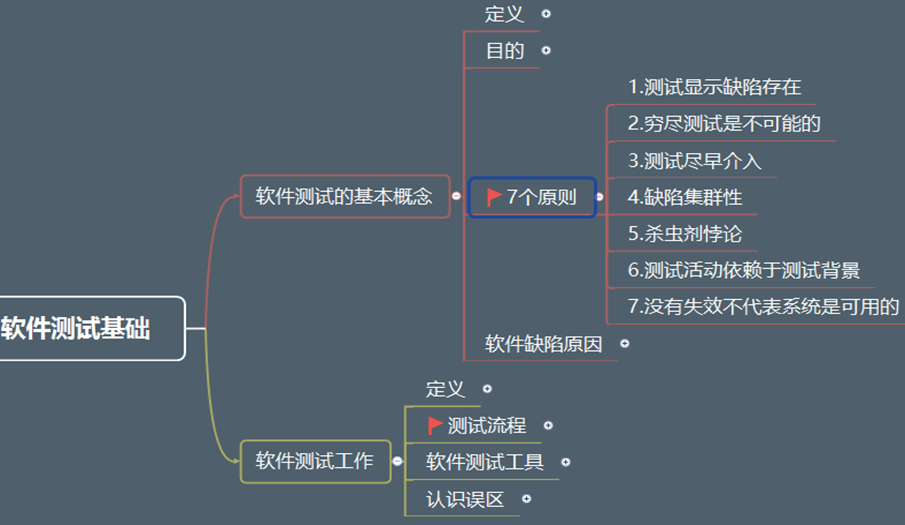 软件测试基础
软件测试的基本概念
定义
目的
7个原则
1.测试显示缺陷存在
2.穷尽测试是不可能的
3.测试尽早介入
4.缺陷集群性
5.杀虫剂悖论
6.测试活动依赖于测试背景
7.没有失效不代表系统是可用的
软件缺陷原因
软件测试工作
定义
测试流程
软件测试工具
认识误区